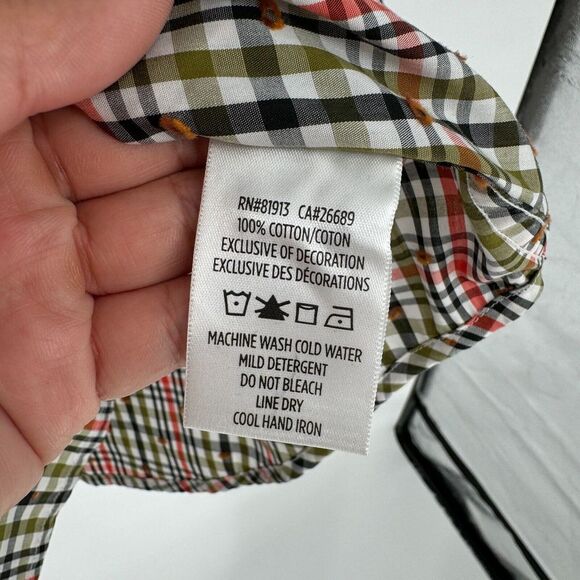 RN#81913 CA#26689
100% COTTON/COTON
EXCLUSIVE OF DECORATION
EXCLUSIVE DES DÉCORATIONS
MACHINE WASH COLD WATER
MILD DETERGENT
DO NOT BLEACH
LINE DRY
COOL HAND IRON